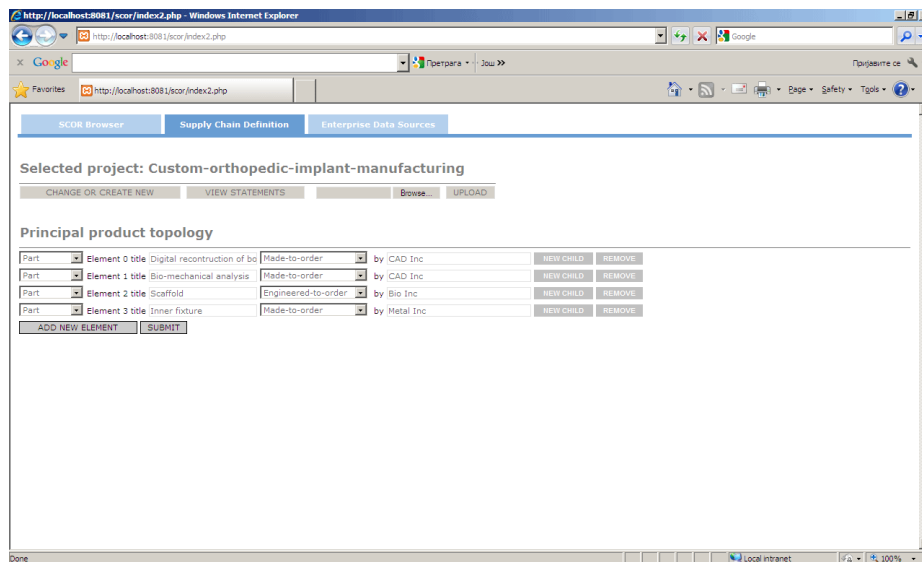 http://localhost:8081/scor/index2.php - Windows Internet Explorer
http://localhost:8081/scor/index2.php Google
x Google Претрага Још Пријавите се
Favorites http://localhost:8081/scor/index2.php Page Safety Tools
SCOR Browser Supply Chain Definition Enterprise Data Sources
Selected project: Custom-orthopedic-implant-manufacturing
CHANGE OR CREATE NEW VIEW STATEMENTS Browse... UPLOAD
Principal product topology
Part Element 0 title Digital recontruction of bo Made-to-order by CAD Inc NEW CHILD REMOVE
Part Element 1 title Bio-mechanical analysis Made-to-order by CAD Inc NEW CHILD REMOVE
Part Element 2 title Scaffold Engineered-to-order by Bio Inc NEW CHILD REMOVE
Part Element 3 title Inner fixture Made-to-order by Metal Inc NEW CHILD REMOVE
ADD NEW ELEMENT SUBMIT
Done Local intranet 100%